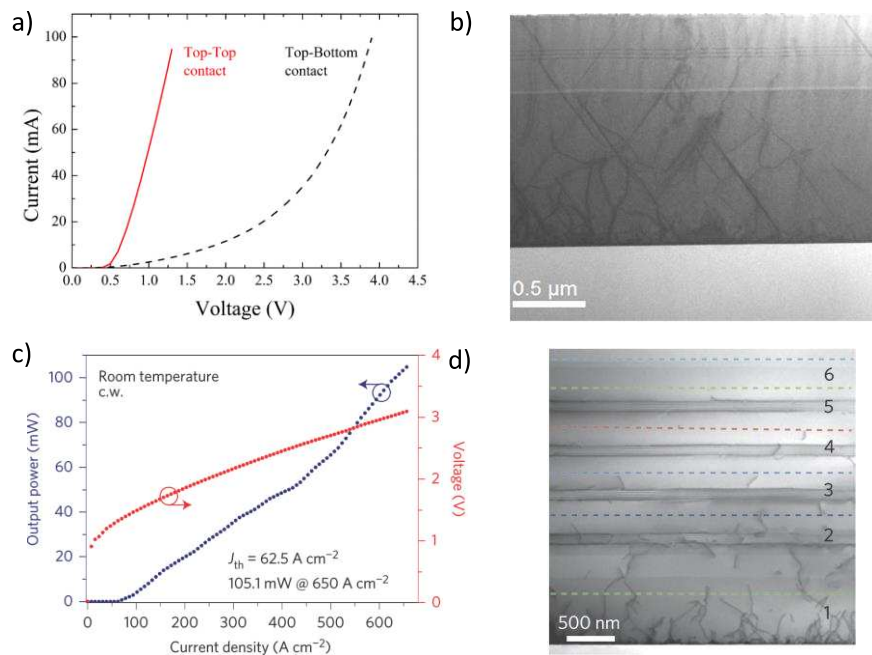 a)
Top-Top
contact
Top-Bottom
contact
100
80
60
40
20
0
Current (mA)
0.0 0.5 1.0 1.5 2.0 2.5 3.0 3.5 4.0 4.5
Voltage (V)
b)
0.5 μm
c)
Room temperature
c.w.
100
80
60
40
20
0
Output power (mW)
4
3
2
1
0
Voltage (V)
Jth = 62.5 A cm−2
105.1 mW @ 650 A cm−2
0 100 200 300 400 500 600
Current density (A cm−2)
d)
6
5
4
3
2
1
500 nm